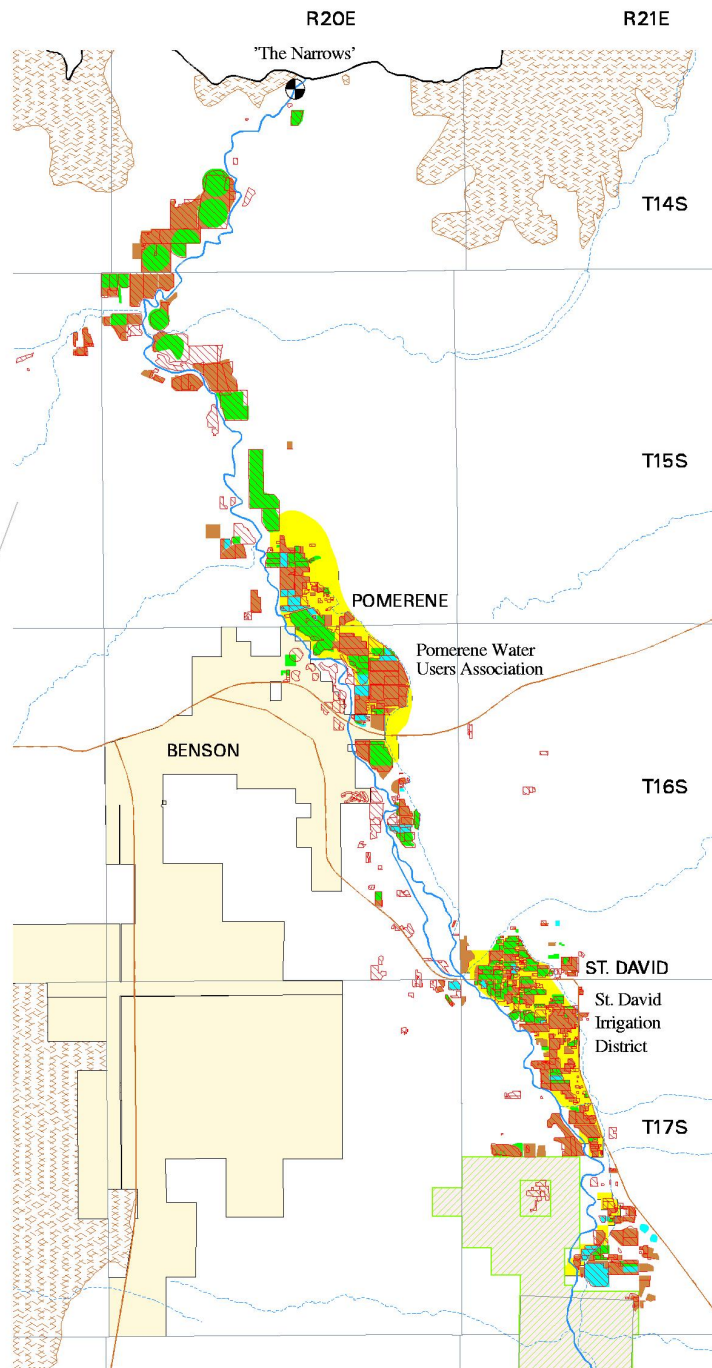 R20E
R21E
'The Narrows'
T14S
T15S
POMERENE
Pomerene Water
Users Association
BENSON
T16S
ST. DAVID
St. David
Irrigation
District
T17S